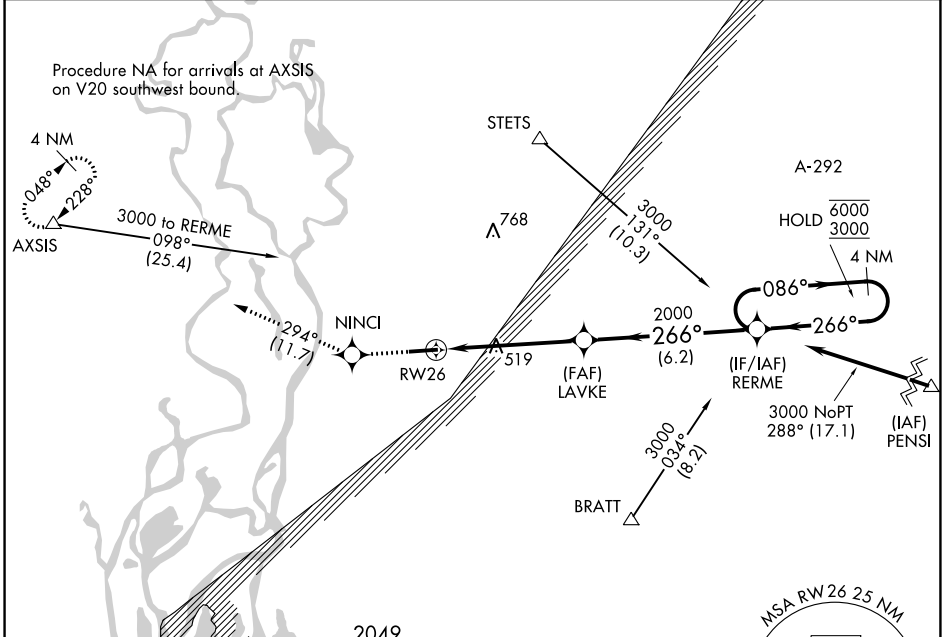 Procedure NA for arrivals at AXSIS
on V20 southwest bound.
4 NM
048°
228°
AXSIS
3000 to RERME
098°
(25.4)
STETS
768
3000
131°
(10.3)
A-292
HOLD
6000
3000
4 NM
086°
266°
294°
(11.7)
NINCI
RW26
519
2000
266°
(6.2)
(FAF)
LAVKE
(IF/IAF)
RERME
3000 NoPT
288° (17.1)
(IAF)
PENSI
3000
034°
(8.2)
BRATT
2049
MSA RW26 25 NM